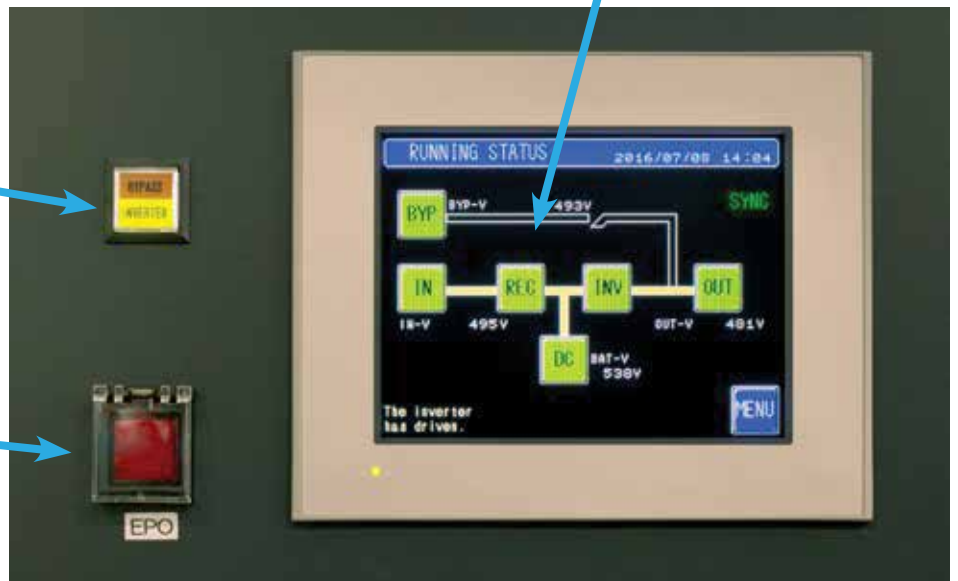 RUNNING STATUS 2016/07/08 14:04
SYNC
BYP BYP-V 493V
BYPASS
INVERTER
IN REC INV OUT
IN-V 495V OUT-V 481V
DC BAT-V
538V
The inverter
has drives.
MENU
EPO